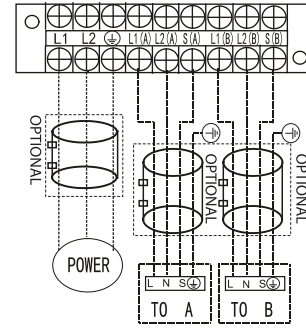 L1 L2 L1(A) L2(A) S(A) L1(B) L2(B) S(B)
OPTIONAL
OPTIONAL
OPTIONAL
POWER
L N S
TO A
L N S
TO B